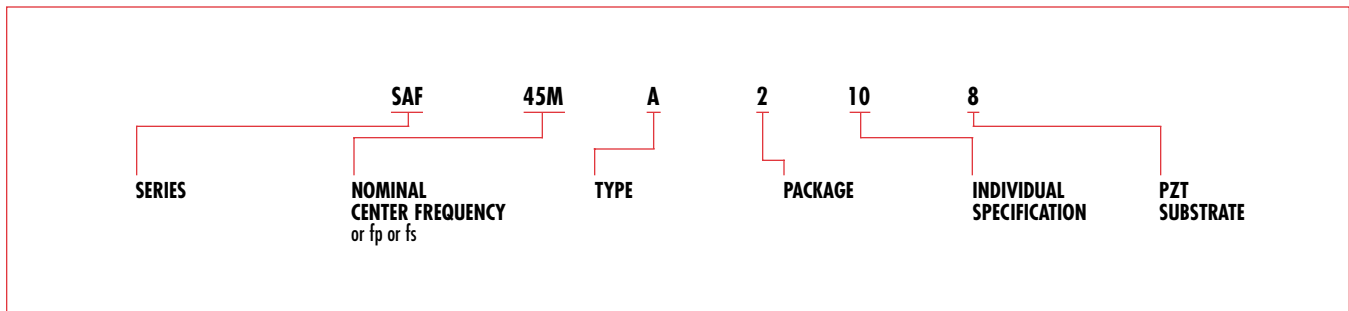 SAF 45M A 2 10 8
SERIES NOMINAL TYPE PACKAGE INDIVIDUAL PZT
CENTER FREQUENCY SPECIFICATION SUBSTRATE
or fp or fs